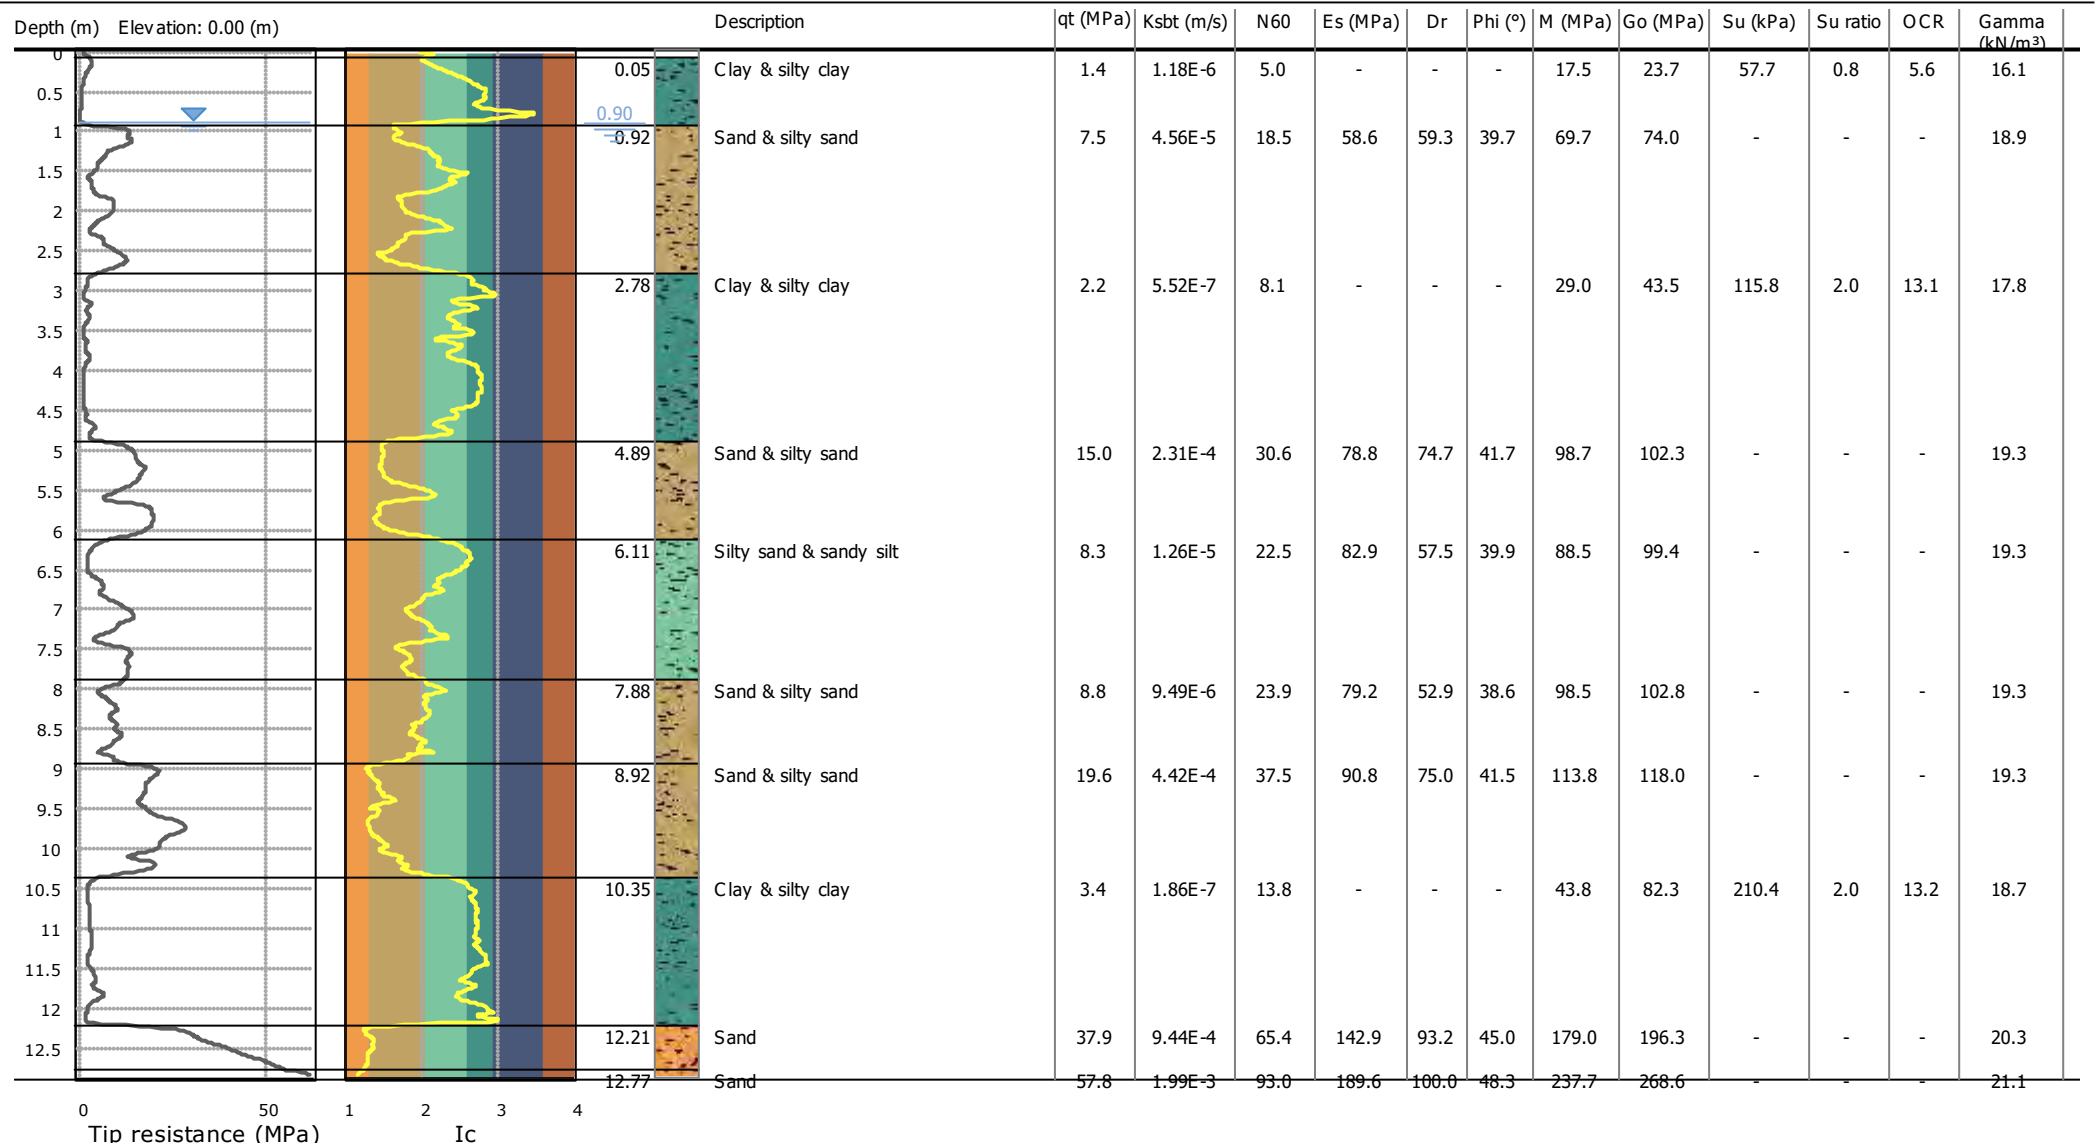 Depth (m) Elevation: 0.00 (m) Description qt (MPa) Ksbt (m/s) N60 Es (MPa) Dr Phi (°) M (MPa) Go (MPa) Su (kPa) Su ratio OCR Gamma (kN/m³)
0
0.05 Clay & silty clay 1.4 1.18E-6 5.0 - - - 17.5 23.7 57.7 0.8 5.6 16.1
0.5
0.90
1
0.92 Sand & silty sand 7.5 4.56E-5 18.5 58.6 59.3 39.7 69.7 74.0 - - - 18.9
1.5
2
2.5
2.78 Clay & silty clay 2.2 5.52E-7 8.1 - - - 29.0 43.5 115.8 2.0 13.1 17.8
3
3.5
4
4.5
4.89 Sand & silty sand 15.0 2.31E-4 30.6 78.8 74.7 41.7 98.7 102.3 - - - 19.3
5
5.5
6
6.11 Silty sand & sandy silt 8.3 1.26E-5 22.5 82.9 57.5 39.9 88.5 99.4 - - - 19.3
6.5
7
7.5
7.88 Sand & silty sand 8.8 9.49E-6 23.9 79.2 52.9 38.6 98.5 102.8 - - - 19.3
8
8.5
8.92 Sand & silty sand 19.6 4.42E-4 37.5 90.8 75.0 41.5 113.8 118.0 - - - 19.3
9
9.5
10
10.35 Clay & silty clay 3.4 1.86E-7 13.8 - - - 43.8 82.3 210.4 2.0 13.2 18.7
10.5
11
11.5
12
12.21 Sand 37.9 9.44E-4 65.4 142.9 93.2 45.0 179.0 196.3 - - - 20.3
12.5
12.77 Sand 57.8 1.99E-3 93.0 189.6 100.0 48.3 237.7 268.6 - - - 21.1
0 50 1 2 3 4
Tip resistance (MPa) Ic